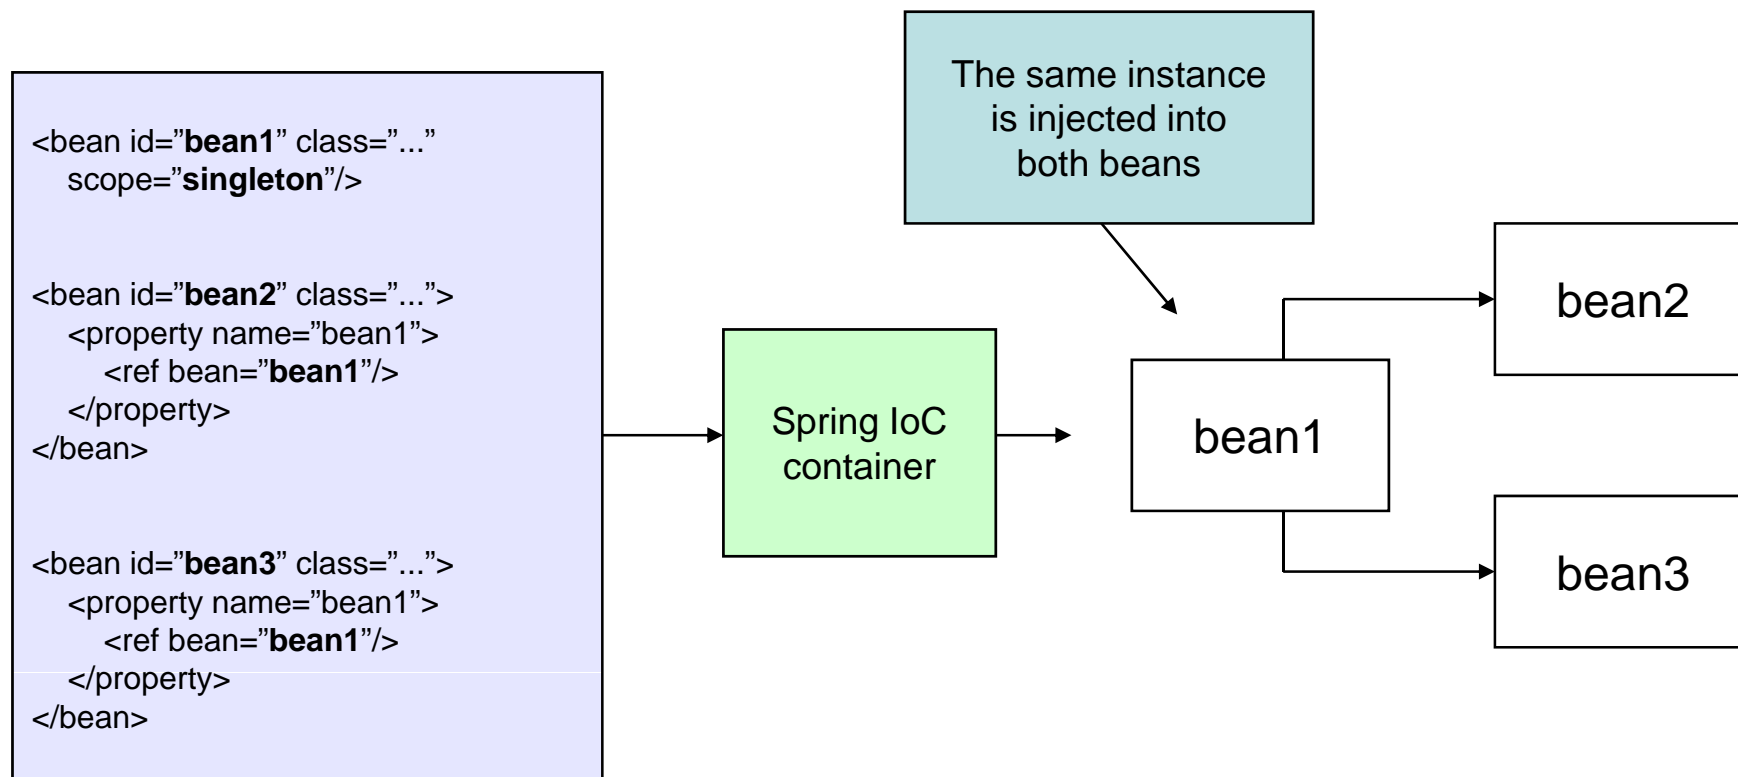 <bean id=”bean1” class=”...”
scope=”singleton”/>
<bean id=”bean2” class=”...”>
<property name=”bean1”>
<ref bean=”bean1”/>
</property>
</bean>
<bean id=”bean3” class=”...”>
<property name=”bean1”>
<ref bean=”bean1”/>
</property>
</bean>
Spring IoC
container
The same instance
is injected into
both beans
bean1
bean2
bean3